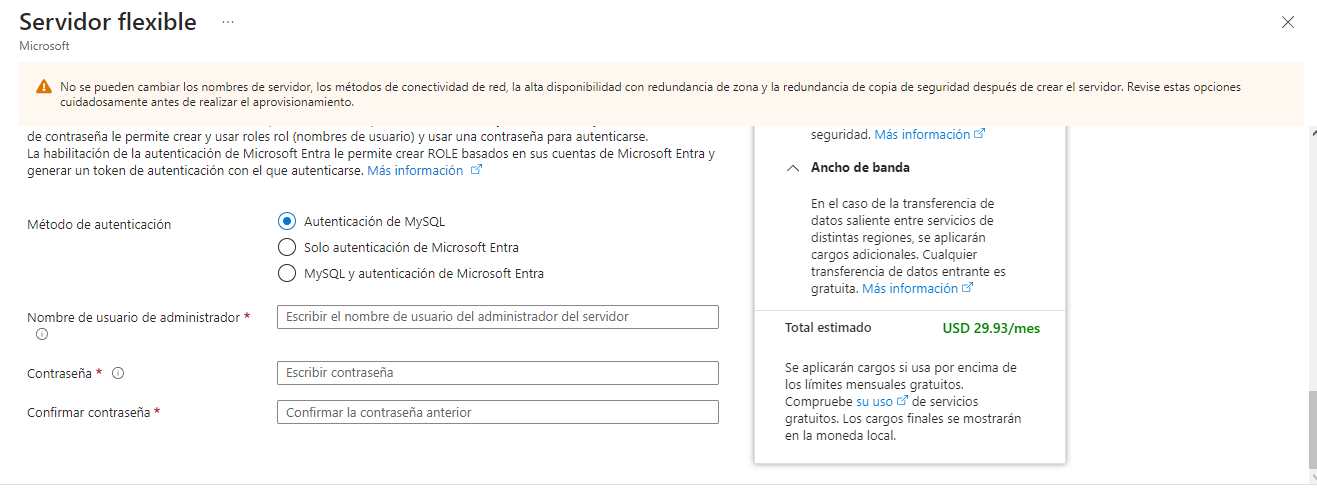 Servidor flexible ...
Microsoft
No se pueden cambiar los nombres de servidor, los métodos de conectividad de red, la alta disponibilidad con redundancia de zona y la redundancia de copia de seguridad después de crear el servidor. Revise estas opciones
cuidadosamente antes de realizar el aprovisionamiento.
de contraseña le permite crear y usar roles rol (nombres de usuario) y usar una contraseña para autenticarse.
La habilitación de la autenticación de Microsoft Entra le permite crear ROLE basados en sus cuentas de Microsoft Entra y
generar un token de autenticación con el que autenticarse. Más información
Método de autenticación
Autenticación de MySQL
Solo autenticación de Microsoft Entra
MySQL y autenticación de Microsoft Entra
Nombre de usuario de administrador *
Escribir el nombre de usuario del administrador del servidor
Contraseña *
Escribir contraseña
Confirmar contraseña *
Confirmar la contraseña anterior
seguridad. Más información
Ancho de banda
En el caso de la transferencia de
datos saliente entre servicios de
distintas regiones, se aplicarán
cargos adicionales. Cualquier
transferencia de datos entrante es
gratuita. Más información
Total estimado
USD 29.93/mes
Se aplicarán cargos si usa por encima de
los límites mensuales gratuitos.
Compruebe su uso de servicios
gratuitos. Los cargos finales se mostrarán
en la moneda local.